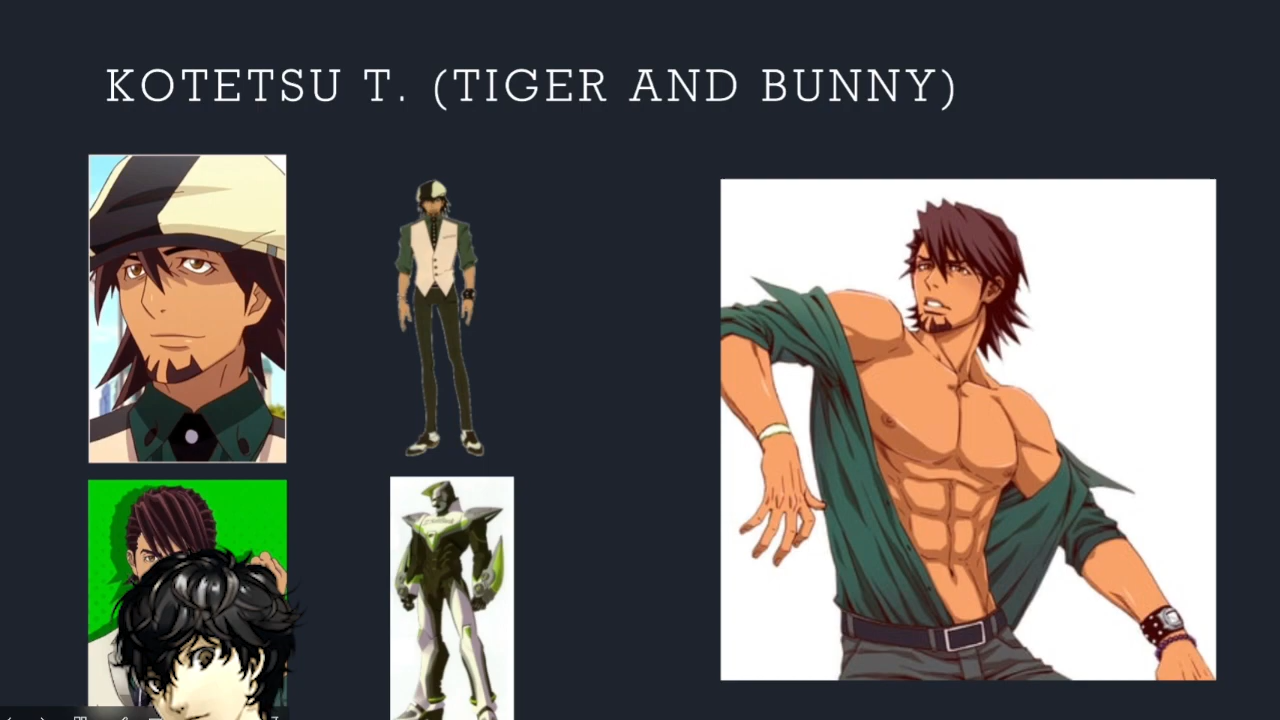 KOTETSU T. (TIGER AND BUNNY)